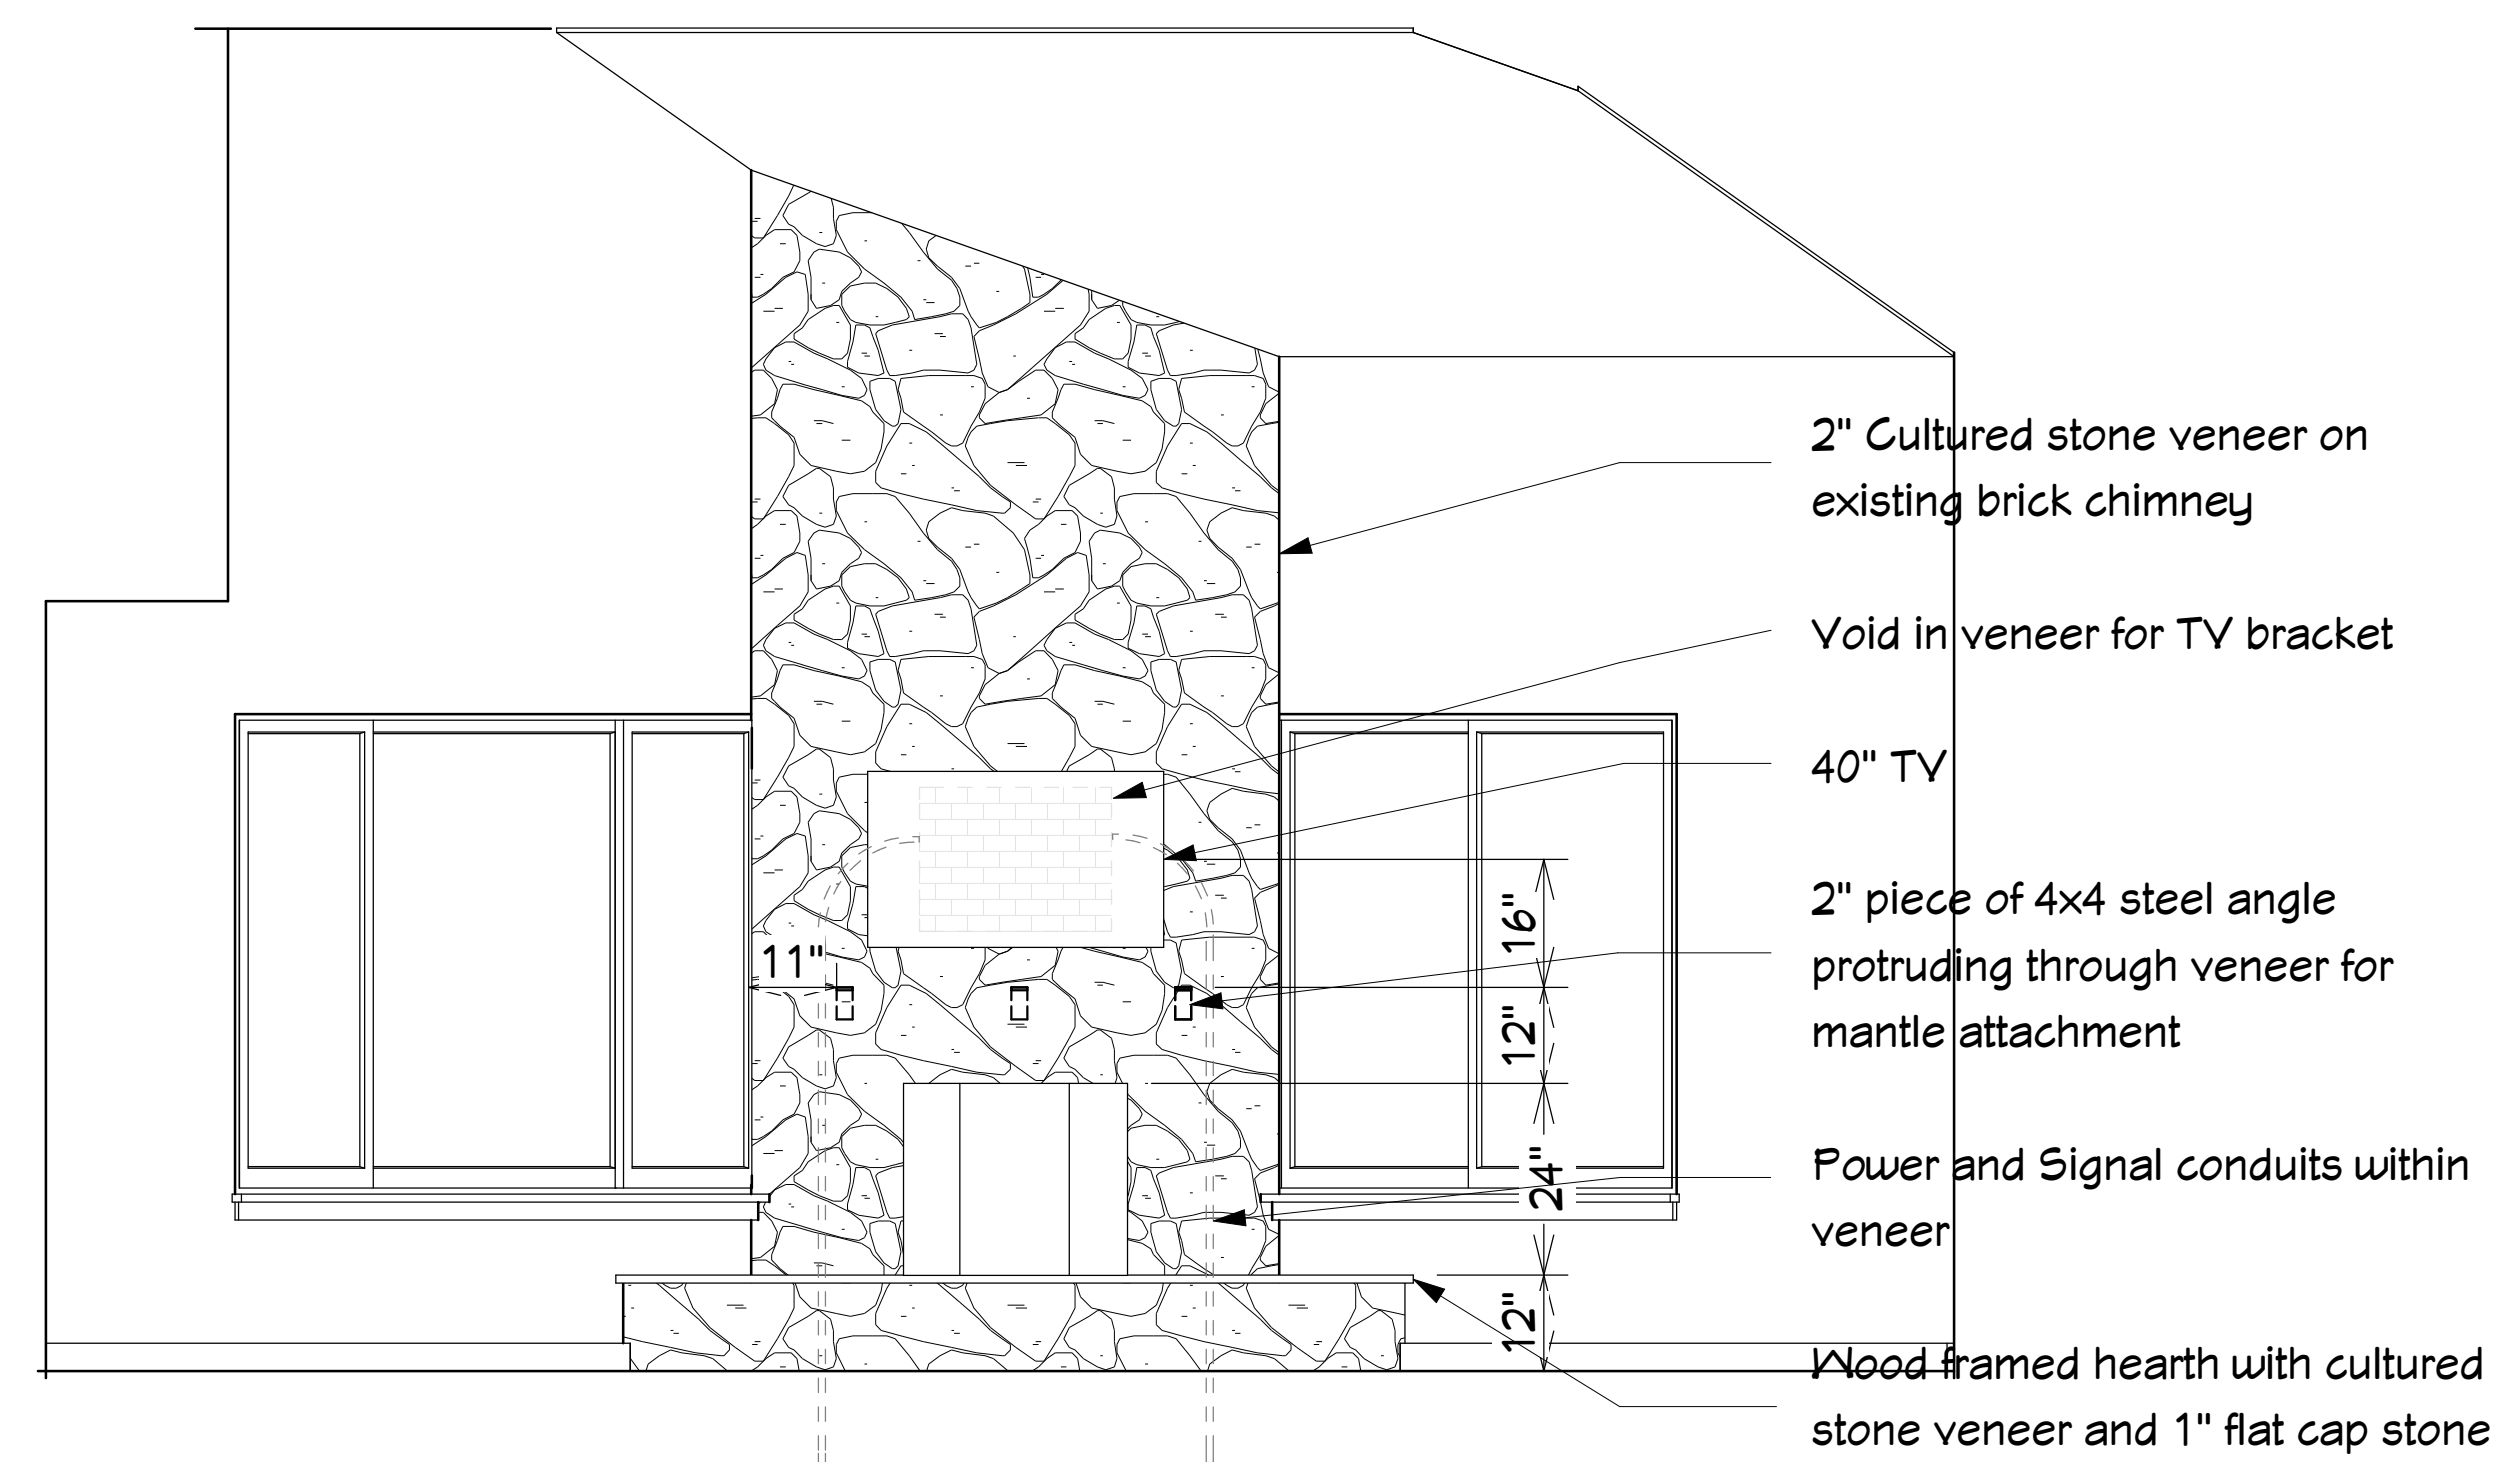 2" Cultured stone veneer on
existing brick chimney
Void in veneer for TV bracket
40" TV
2" piece of 4x4 steel angle
protruding through veneer for
mantle attachment
Power and Signal conduits within
veneer
Wood framed hearth with cultured
stone veneer and 1" flat cap stone
11"
16"
12"
24"
12"